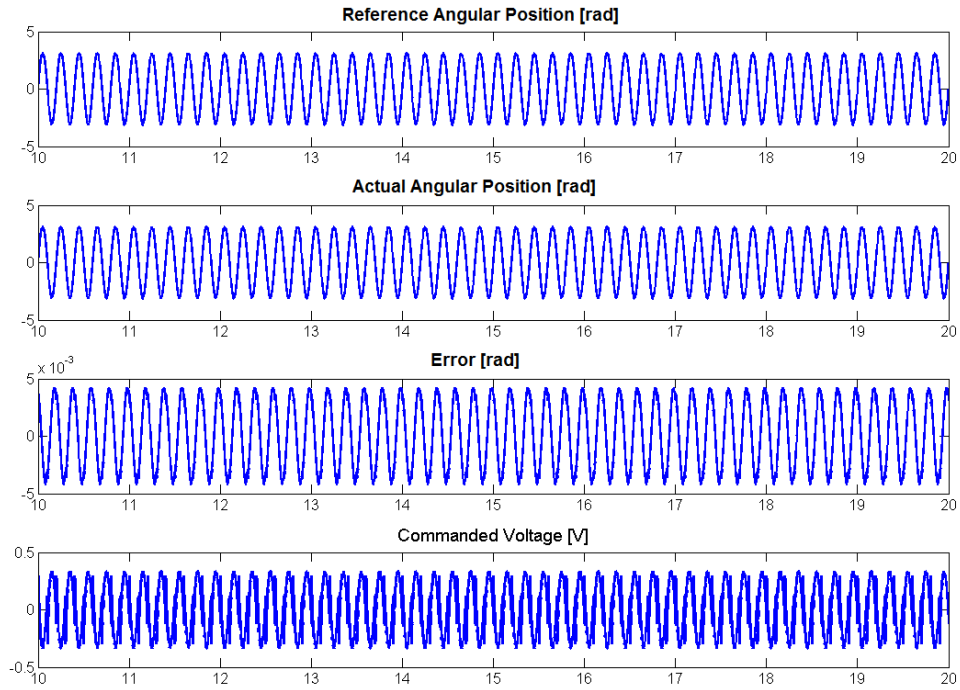 Reference Angular Position [rad]
5
0
-5
10 11 12 13 14 15 16 17 18 19 20
Actual Angular Position [rad]
5
0
-5
10 11 12 13 14 15 16 17 18 19 20
Error [rad]
x 10^-3
5
0
-5
10 11 12 13 14 15 16 17 18 19 20
Commanded Voltage [V]
0.5
0
-0.5
10 11 12 13 14 15 16 17 18 19 20